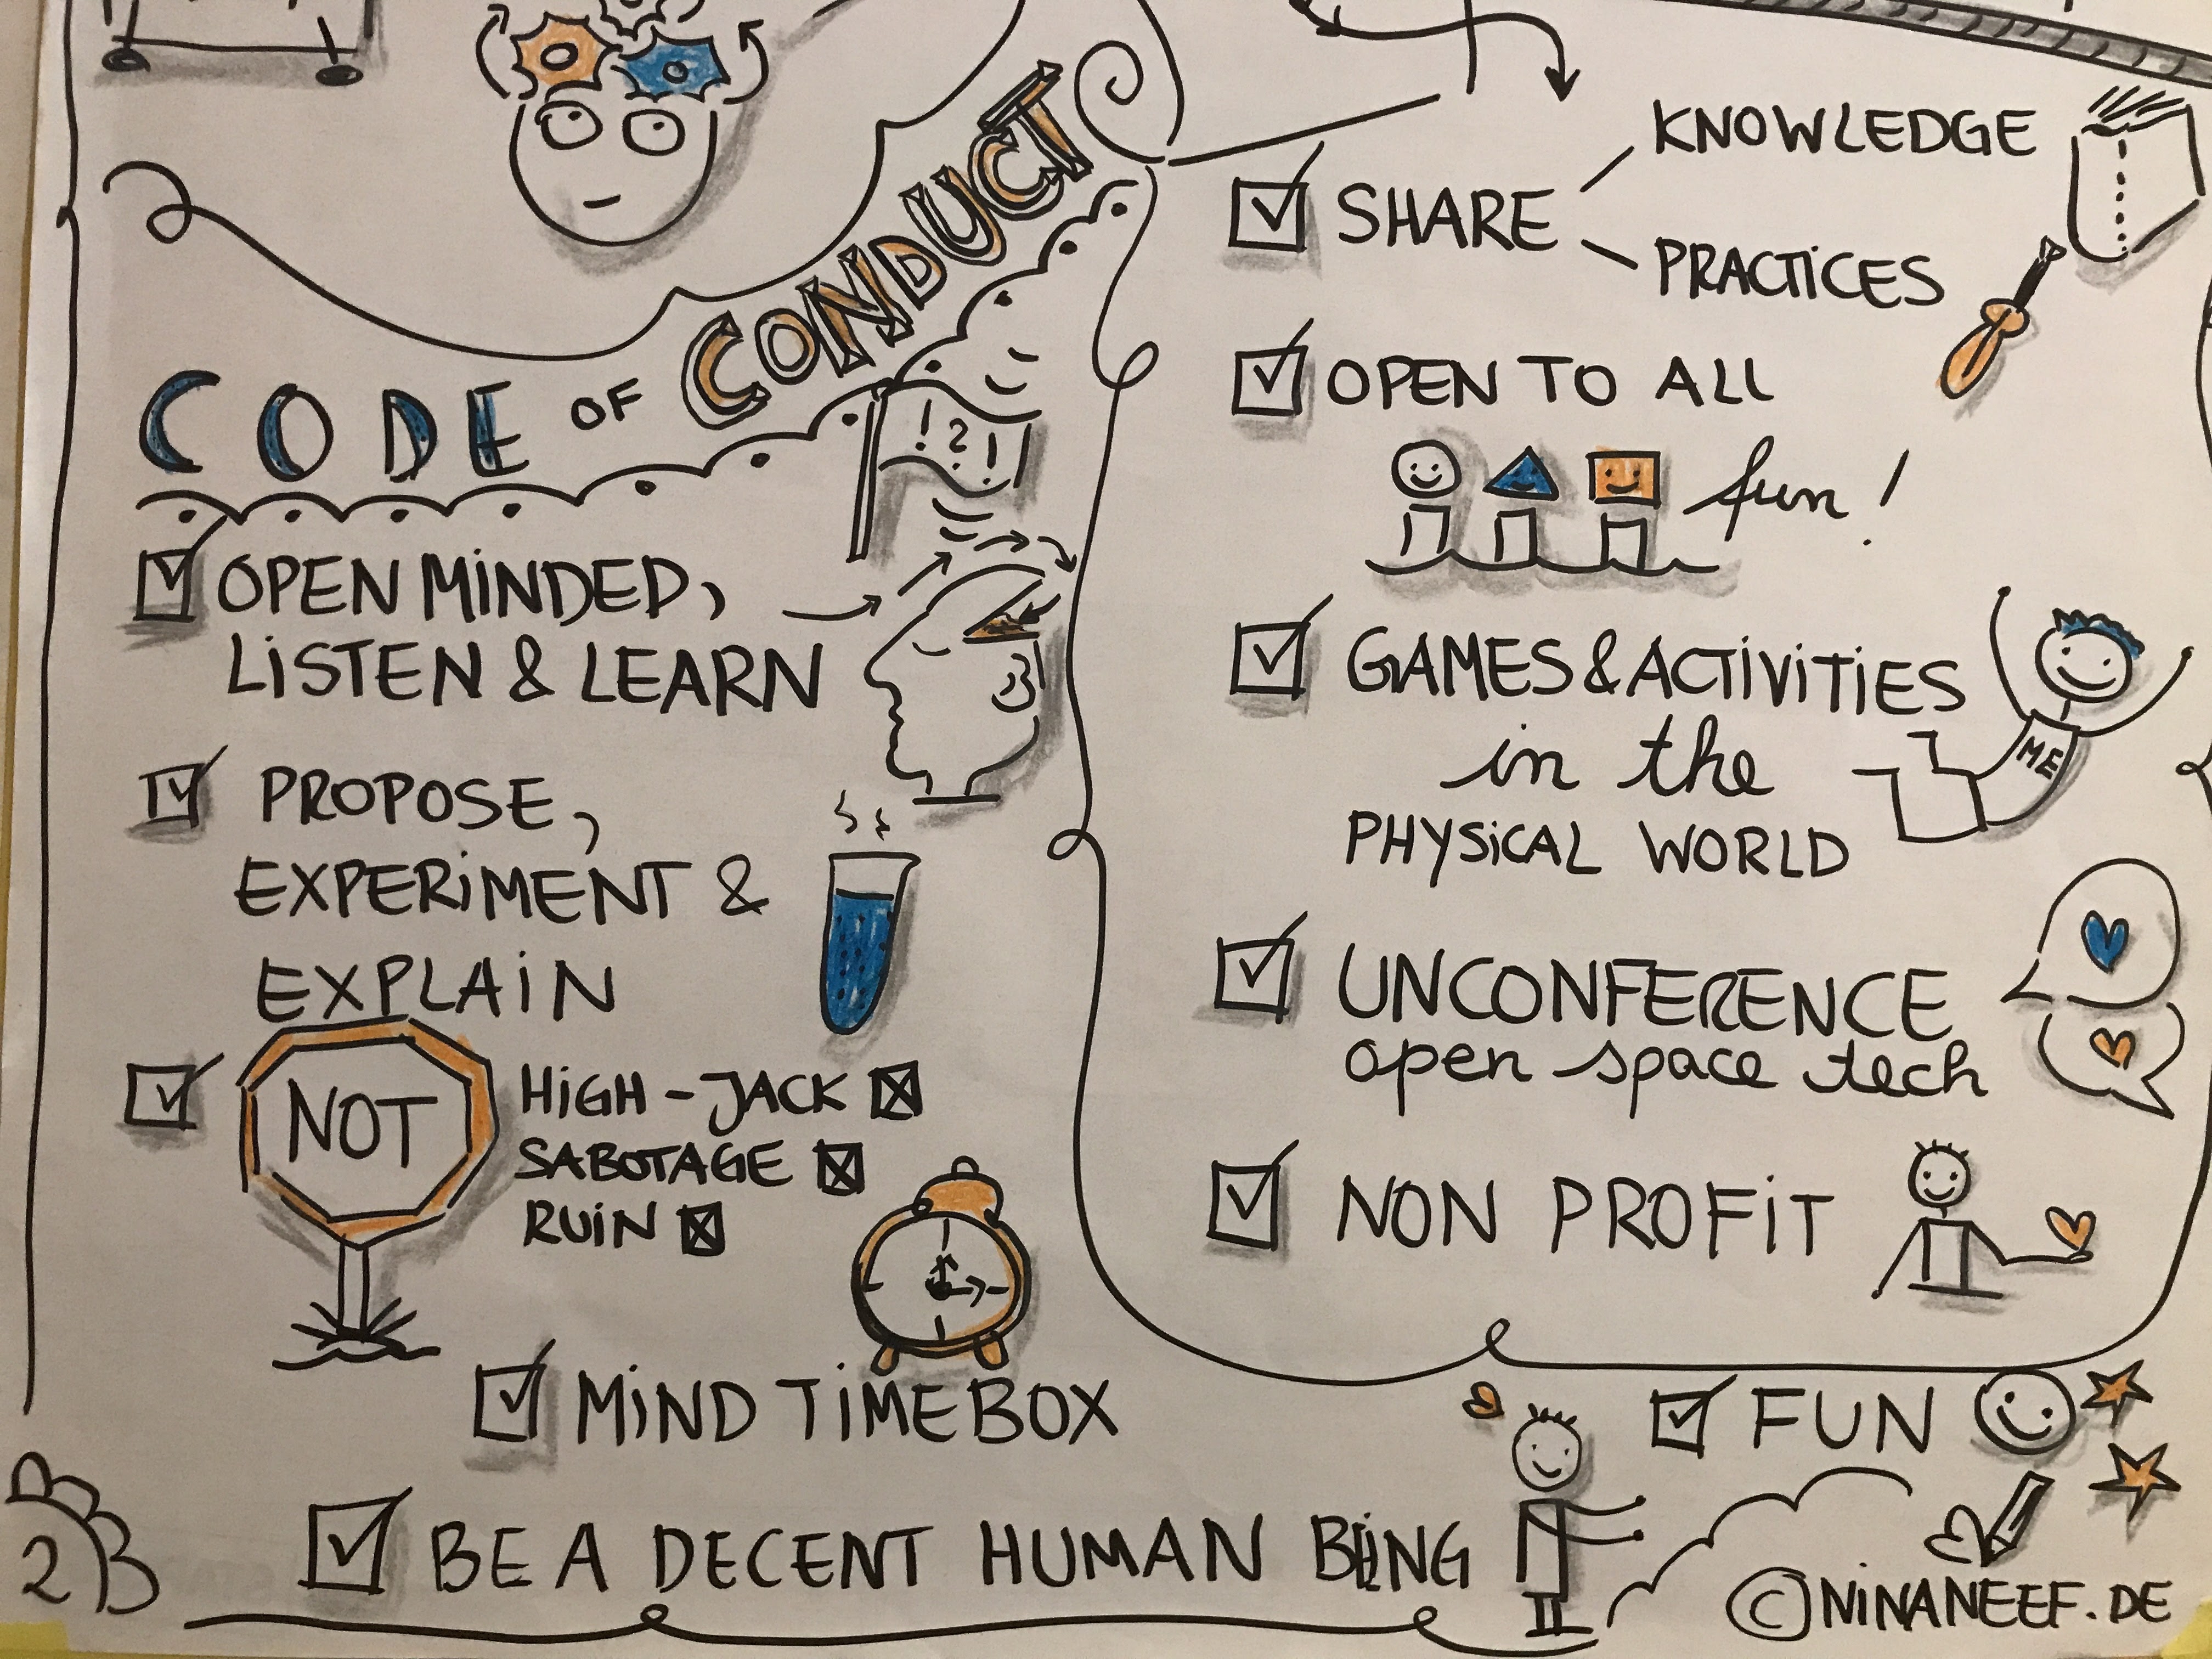 CODE OF CONDUCT
! ? !
OPEN MINDED,
LISTEN & LEARN
PROPOSE,
EXPERIMENT &
EXPLAIN
NOT
HIGH-JACK
SABOTAGE
RUIN
MIND TIMEBOX
BE A DECENT HUMAN BEING
2
SHARE
KNOWLEDGE
PRACTICES
OPEN TO ALL
fun!
GAMES & ACTIVITIES
in the
PHYSICAL WORLD
ME
UNCONFERENCE
open space tech
NON PROFIT
FUN
© NINANEEF.DE